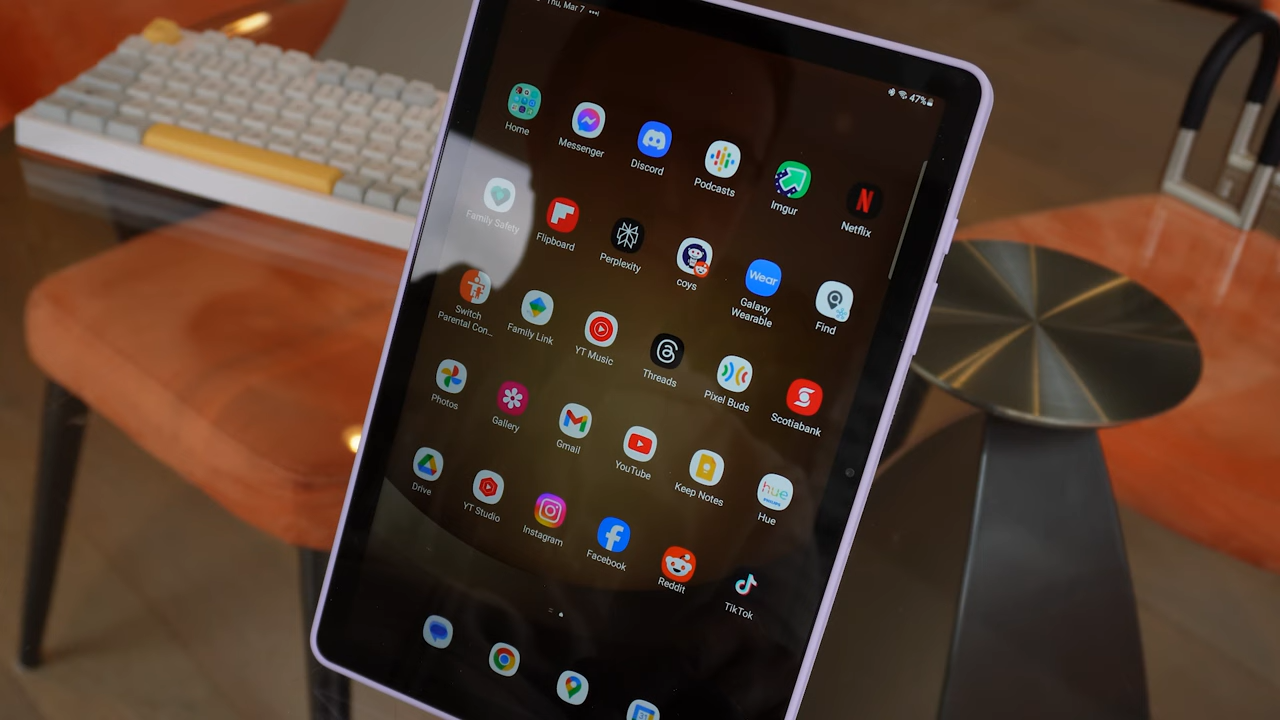 Thu, Mar 7
47%
Home
Messenger
Discord
Podcasts
Imgur
N
Netflix
Family Safety
Flipboard
Perplexity
coys
Wear
Galaxy
Wearable
Find
Switch
Parental Con...
Family Link
YT Music
Threads
Pixel Buds
Scotiabank
Photos
Gallery
Gmail
YouTube
Keep Notes
hue
Hue
Drive
YT Studio
Instagram
Facebook
Reddit
TikTok